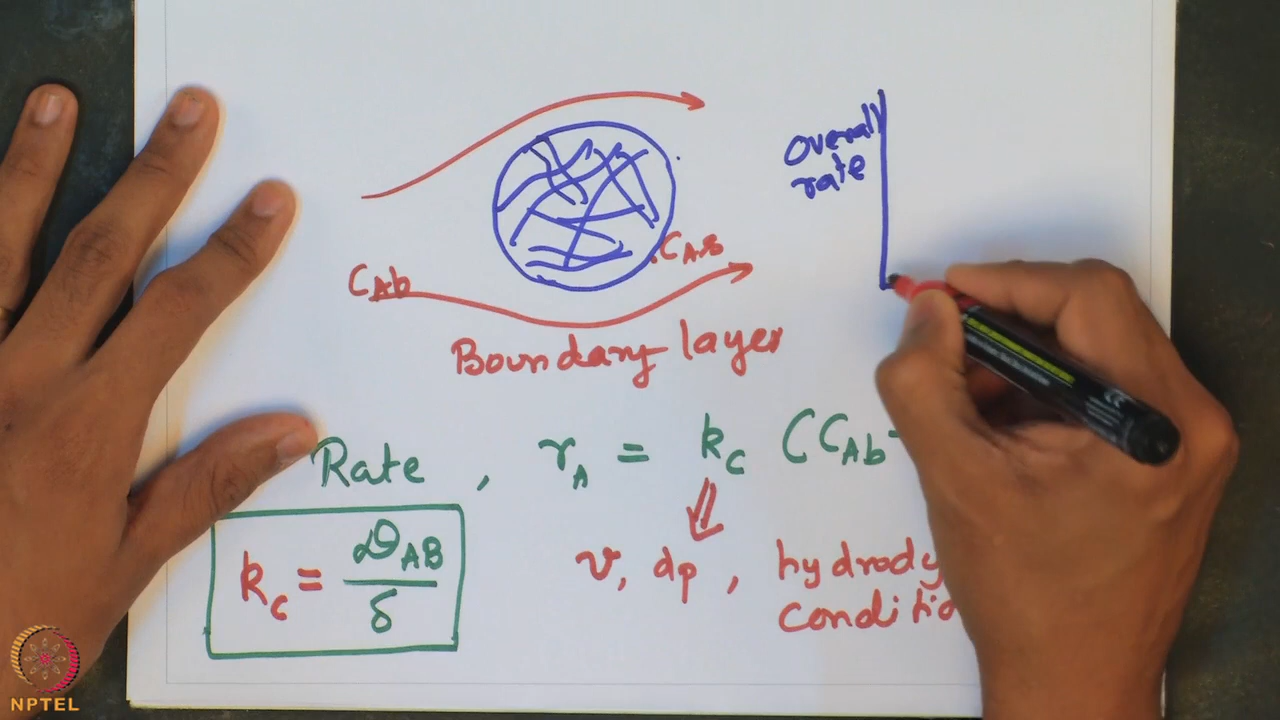 Overall
rate
CAb
CAs
Boundary layer
Rate , rA = kc (CAb-
kc = DAB / δ
v, dp, hydrody
conditio
NPTEL